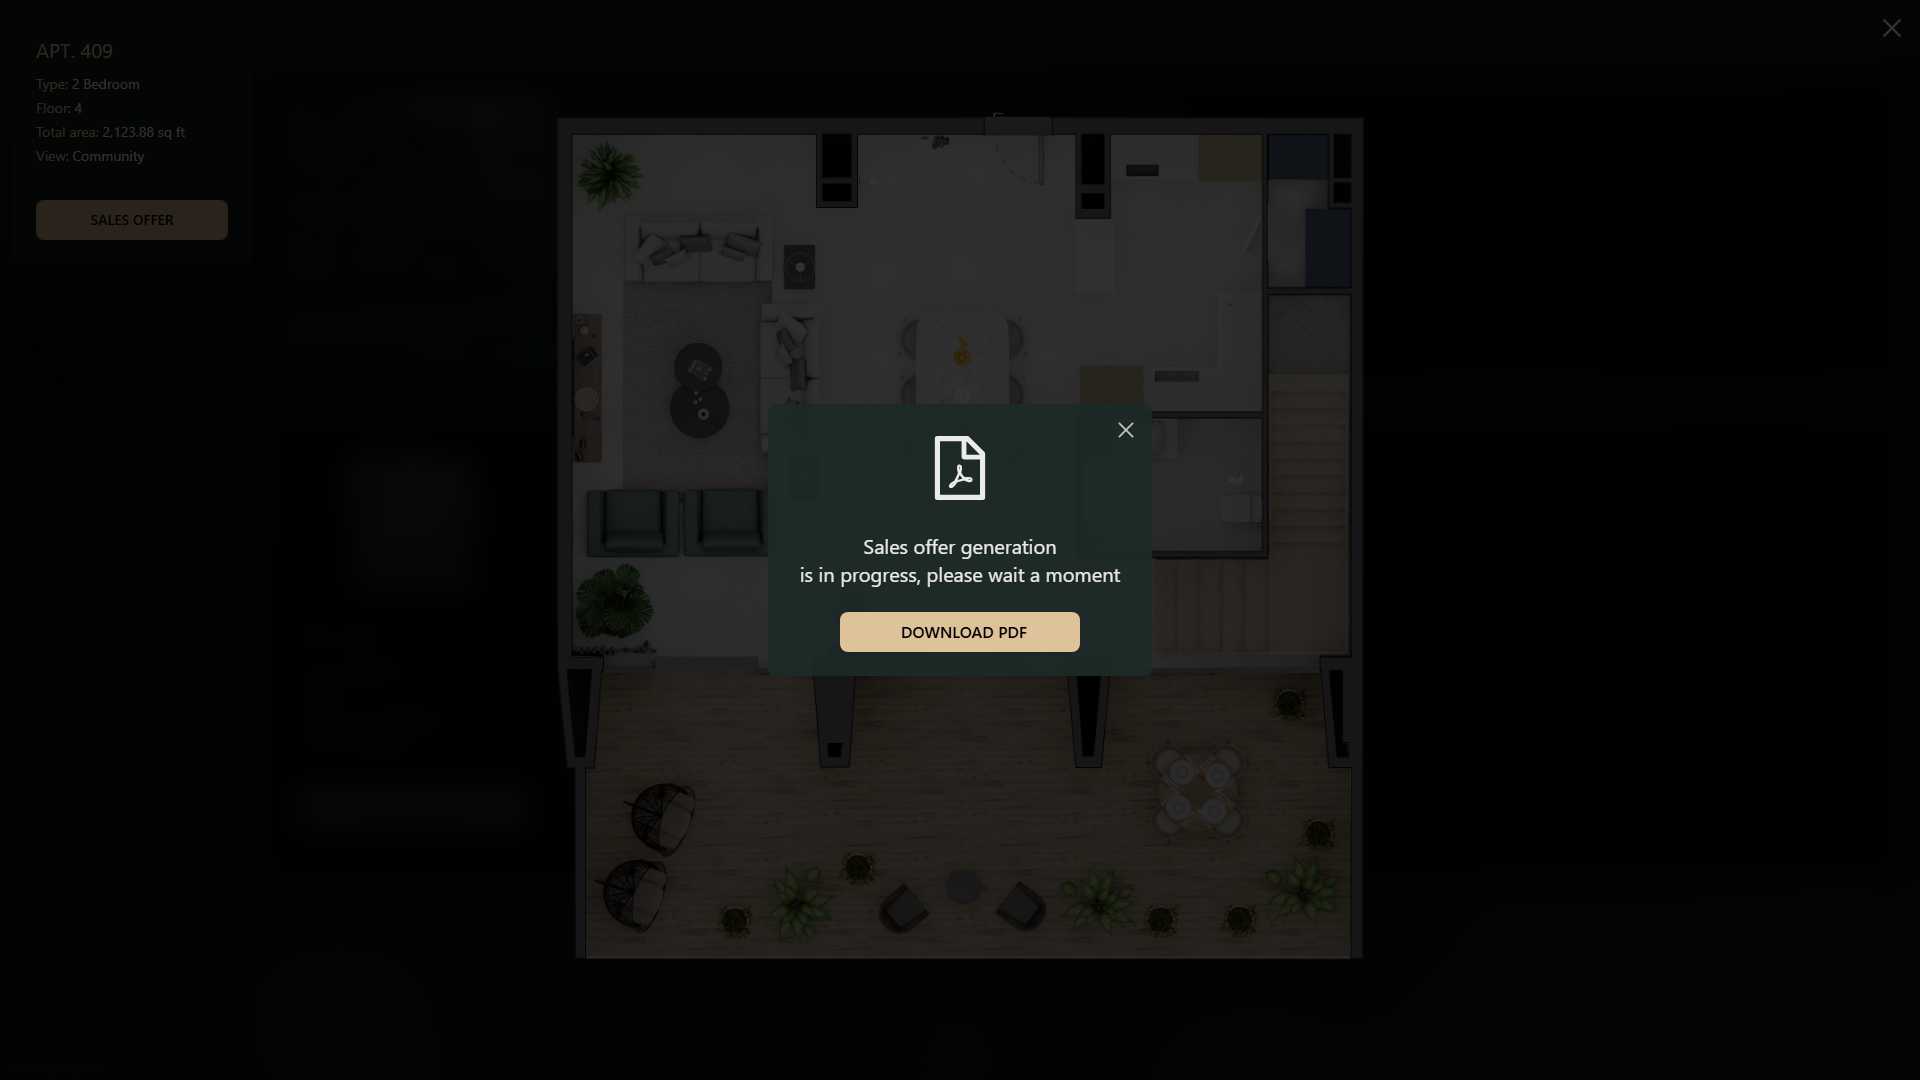 APT. 409
Type: 2 Bedroom
Floor: 4
Total area: 2,123.88 sq ft
View: Community
SALES OFFER
Sales offer generation
is in progress, please wait a moment
DOWNLOAD PDF